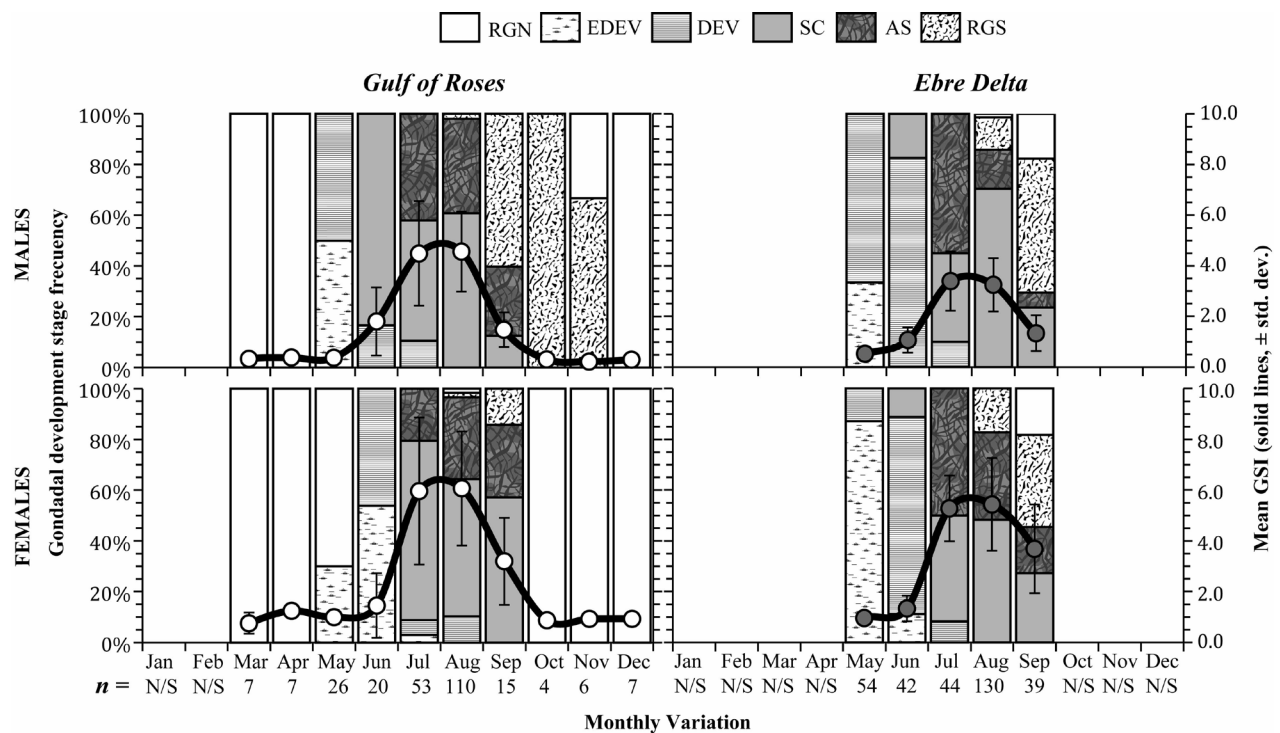 RGN EDEV DEV SC AS RGS
Gulf of Roses Ebre Delta
MALES
FEMALES
Gondadal development stage frecuency
100%
80%
60%
40%
20%
0%
100%
80%
60%
40%
20%
0%
10.0
8.0
6.0
4.0
2.0
0.0
10.0
8.0
6.0
4.0
2.0
0.0
Mean GSI (solid lines, ± std. dev.)
Jan Feb Mar Apr May Jun Jul Aug Sep Oct Nov Dec Jan Feb Mar Apr May Jun Jul Aug Sep Oct Nov Dec
n = N/S N/S 7 7 26 20 53 110 15 4 6 7 N/S N/S N/S N/S 54 42 44 130 39 N/S N/S N/S
Monthly Variation